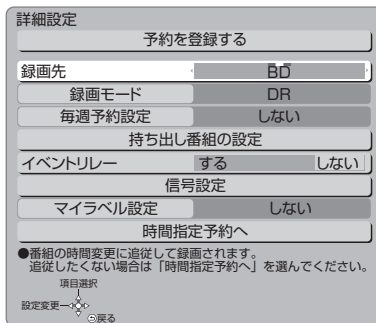 詳細設定
予約を登録する
録画先 BD
録画モード DR
毎週予約設定 しない
持ち出し番組の設定
イベントリレー する しない
信号設定
マイラベル設定 しない
時間指定予約へ
●番組の時間変更に追従して録画されます。
追従したくない場合は「時間指定予約へ」を選んでください。
項目選択
設定変更
戻る